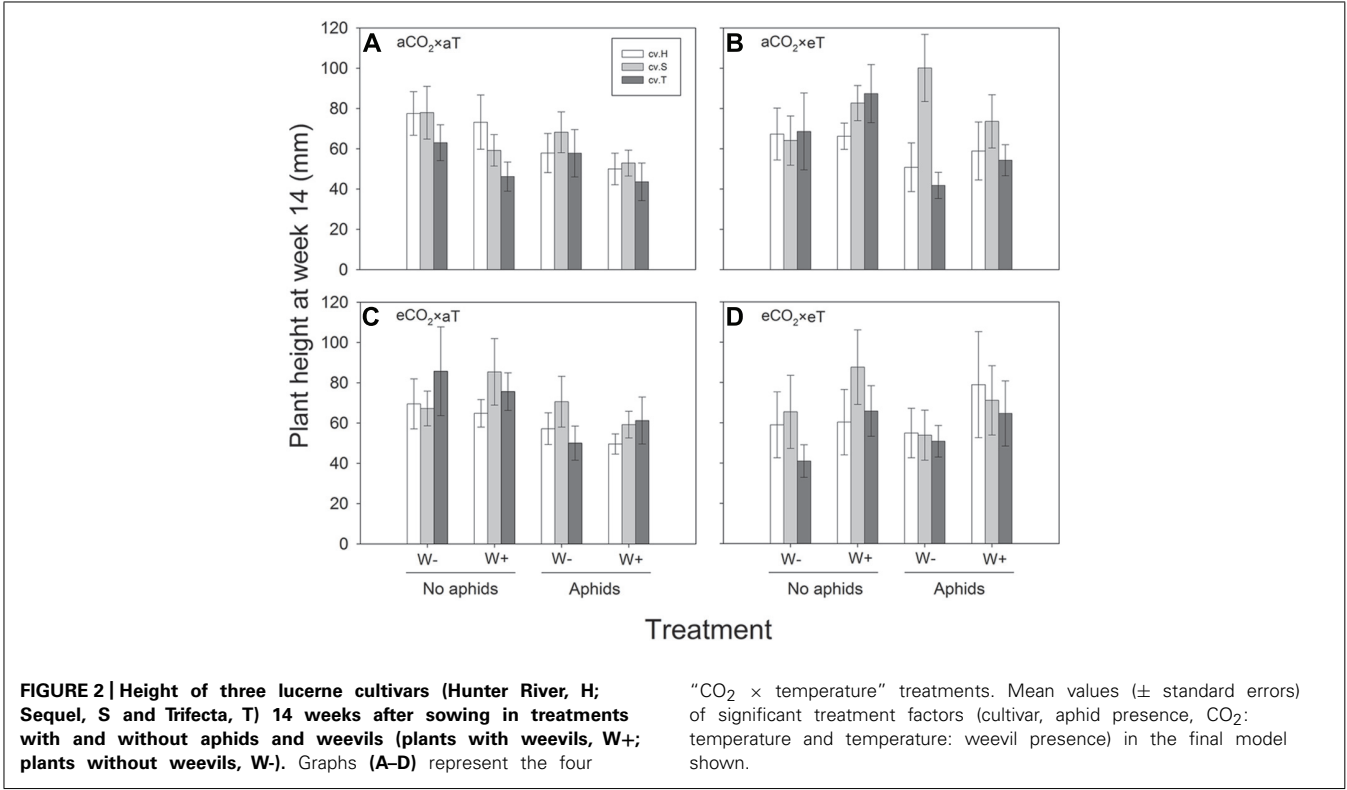 Plant height at week 14 (mm)
A
aCO2×aT
cv.H
cv.S
cv.T
120
100
80
60
40
20
0
B
aCO2×eT
C
eCO2×aT
120
100
80
60
40
20
0
D
eCO2×eT
W- W+ W- W+
No aphids Aphids
W- W+ W- W+
No aphids Aphids
Treatment
FIGURE 2 | Height of three lucerne cultivars (Hunter River, H;
Sequel, S and Trifecta, T) 14 weeks after sowing in treatments
with and without aphids and weevils (plants with weevils, W+;
plants without weevils, W-). Graphs (A–D) represent the four
“CO2 × temperature” treatments. Mean values (± standard errors)
of significant treatment factors (cultivar, aphid presence, CO2:
temperature and temperature: weevil presence) in the final model
shown.